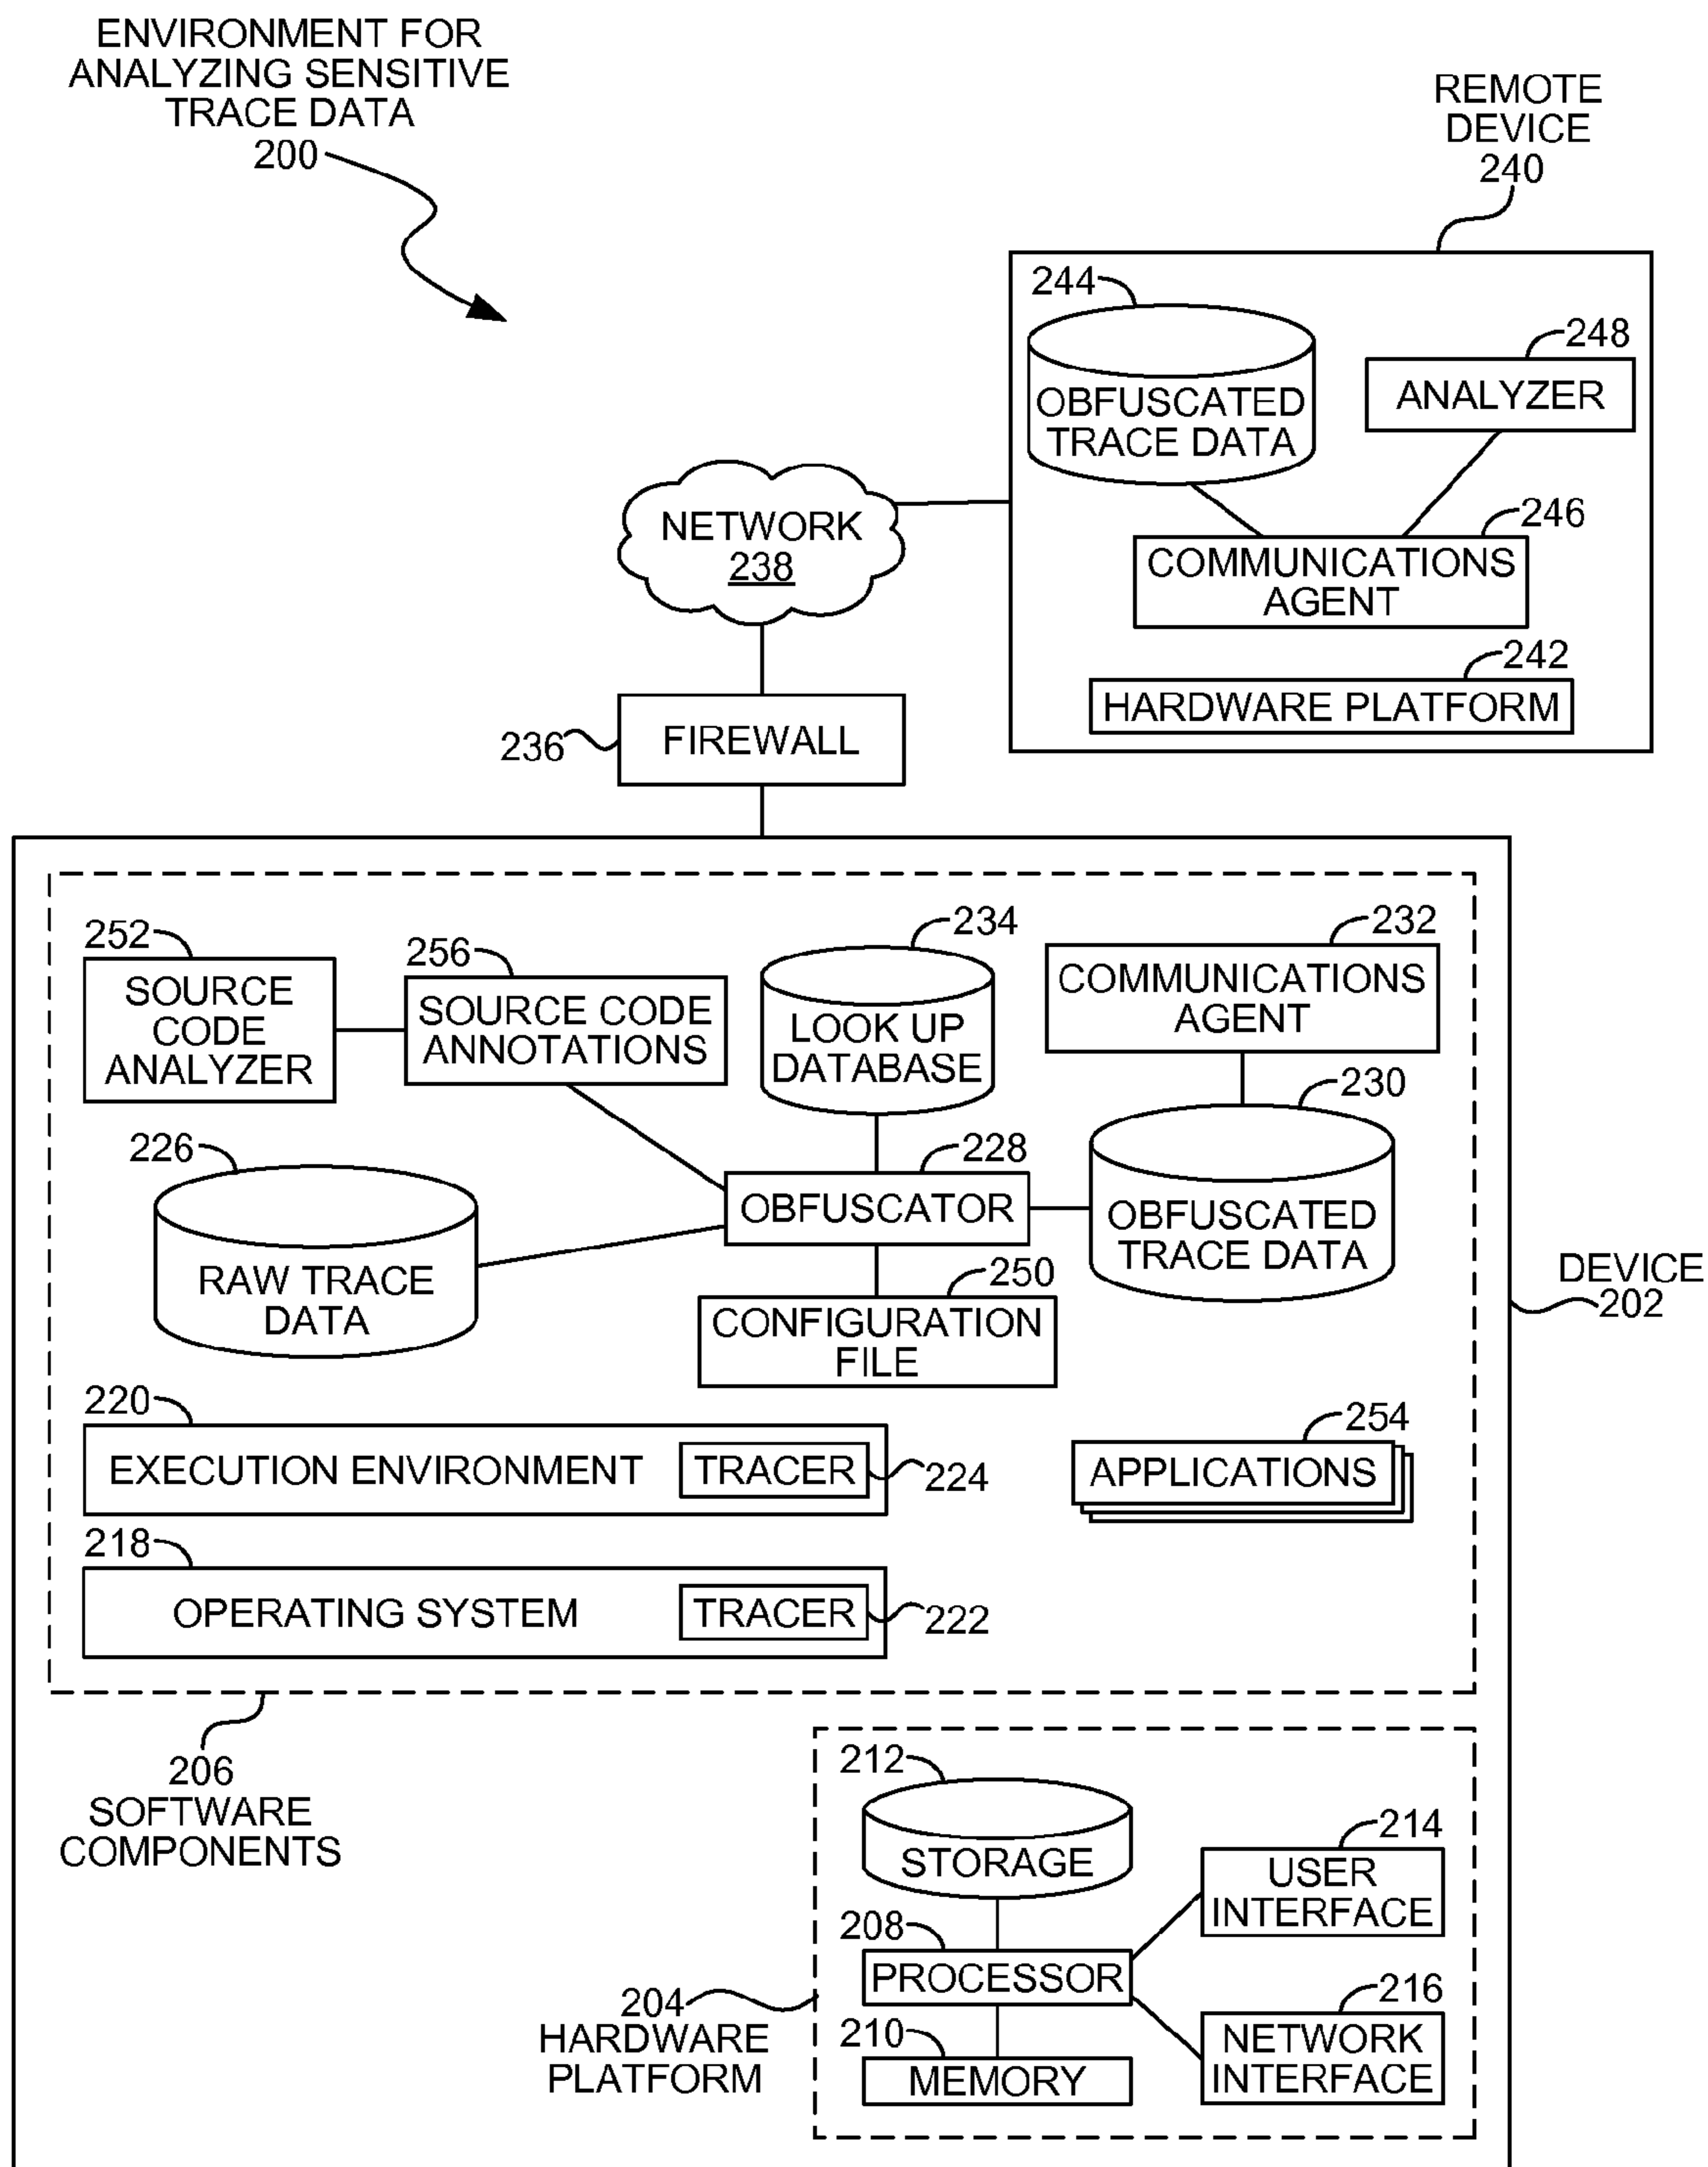 ENVIRONMENT FOR
ANALYZING SENSITIVE
TRACE DATA
200
REMOTE
DEVICE
240
244
OBFUSCATED
TRACE DATA
248
ANALYZER
246
COMMUNICATIONS
AGENT
242
HARDWARE PLATFORM
NETWORK
238
236
FIREWALL
252
SOURCE
CODE
ANALYZER
256
SOURCE CODE
ANNOTATIONS
234
LOOK UP
DATABASE
232
COMMUNICATIONS
AGENT
226
RAW TRACE
DATA
228
OBFUSCATOR
230
OBFUSCATED
TRACE DATA
250
CONFIGURATION
FILE
DEVICE
202
220
EXECUTION ENVIRONMENT
TRACER
224
254
APPLICATIONS
218
OPERATING SYSTEM
TRACER
222
206
SOFTWARE
COMPONENTS
212
STORAGE
214
USER
INTERFACE
208
PROCESSOR
204
HARDWARE
PLATFORM
210
MEMORY
216
NETWORK
INTERFACE